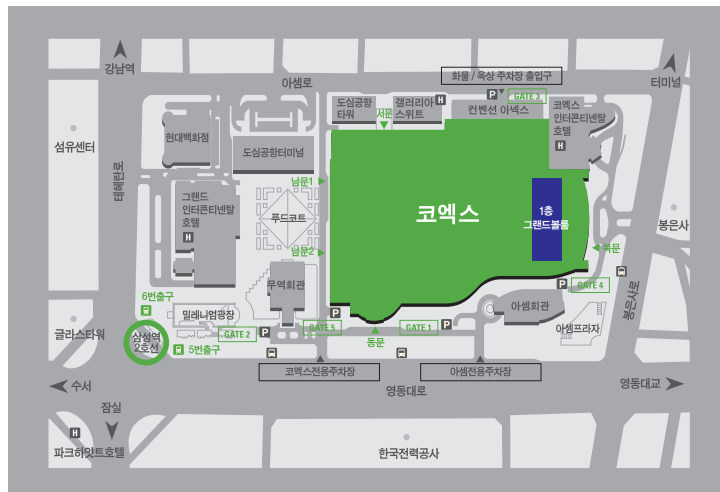 강남역
아셈로
화물 / 옥상 주차장 출입구
터미널
P
GATE 3
도심공항
타워
갤러리아
스위트
H
서문
컨벤션 아넥스
코엑스
인터콘티넨탈
호텔
H
현대백화점
도심공항터미널
섬유센터
테헤란로
남문1
그랜드
인터콘티넨탈
호텔
H
푸드코트
코엑스
1층
그랜드볼룸
봉은사
남문2
북문
무역회관
P
GATE 4
6번출구
밀레니엄광장
아셈회관
봉은사로
아셈프라자
글라스타워
삼성역
2호선
GATE 2
P
GATE 5
P
동문
GATE 1
P
5번출구
코엑스전용주차장
아셈전용주차장
수서
영동대로
영동대교
잠실
H
파크하얏트호텔
한국전력공사